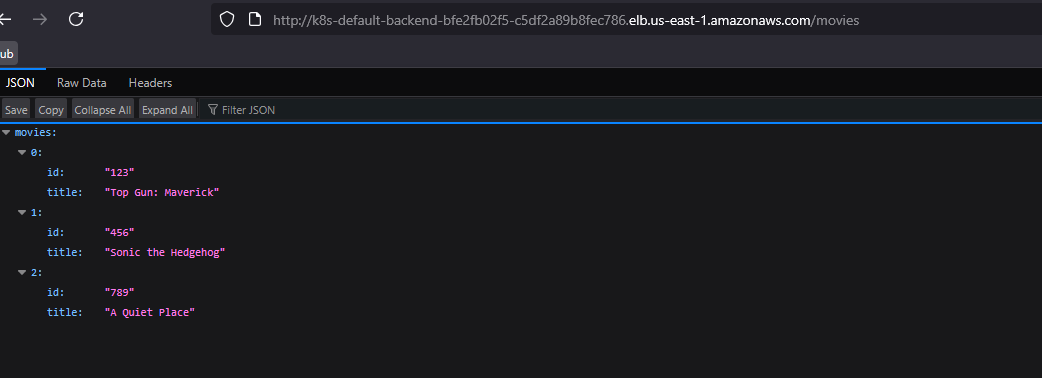 http://k8s-default-backend-bfe2fb02f5-c5df2a89b8fec786.elb.us-east-1.amazonaws.com/movies
ub
JSON Raw Data Headers
Save Copy Collapse All Expand All Filter JSON
movies:
0:
id: "123"
title: "Top Gun: Maverick"
1:
id: "456"
title: "Sonic the Hedgehog"
2:
id: "789"
title: "A Quiet Place"